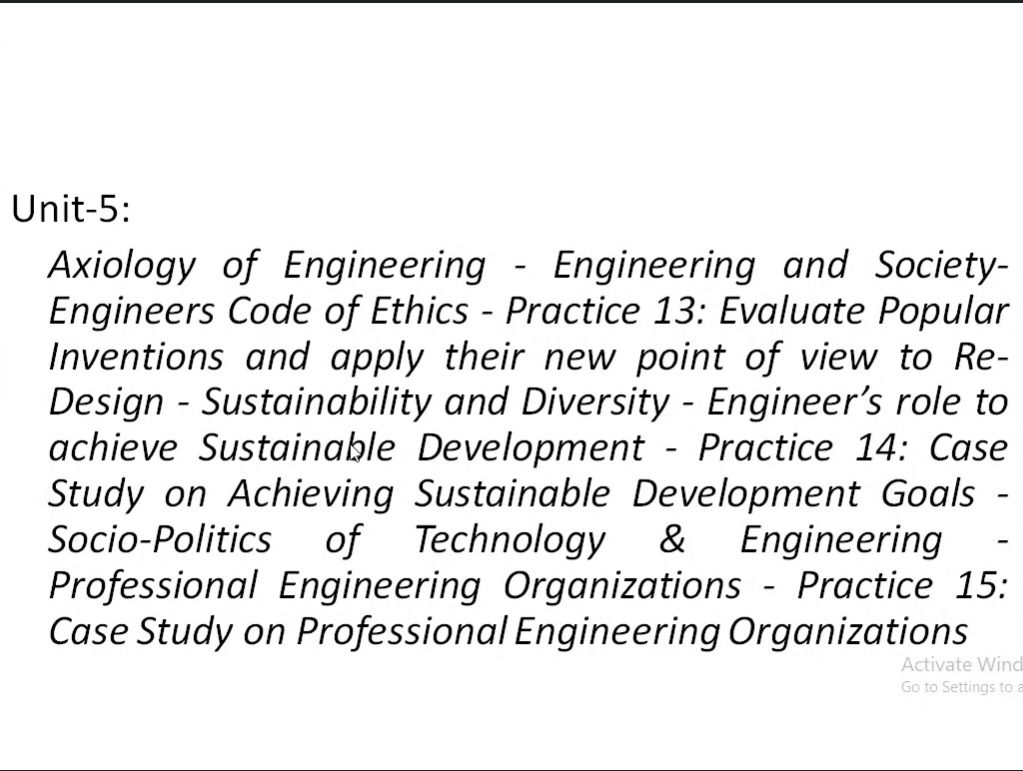 Unit-5:
Axiology of Engineering - Engineering and Society-
Engineers Code of Ethics - Practice 13: Evaluate Popular
Inventions and apply their new point of view to Re-
Design - Sustainability and Diversity - Engineer’s role to
achieve Sustainable Development - Practice 14: Case
Study on Achieving Sustainable Development Goals -
Socio-Politics of Technology & Engineering -
Professional Engineering Organizations - Practice 15:
Case Study on Professional Engineering Organizations
Activate Wind
Go to Settings to a